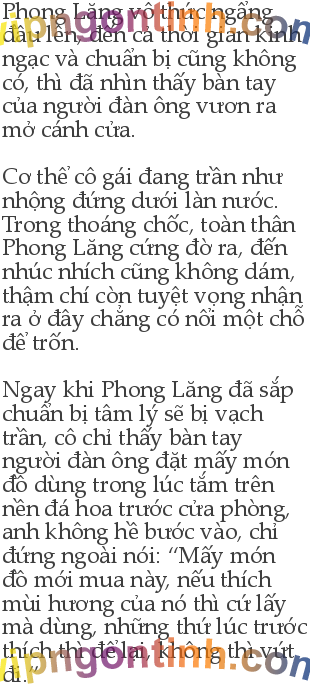 Phong Lăng vô thức ngẩng
đầu lên, đến cả thời gian kinh
ngạc và chuẩn bị cũng không
có, thì đã nhìn thấy bàn tay
của người đàn ông vươn ra
mở cánh cửa.
Cơ thể cô gái đang trần như
nhộng đứng dưới làn nước.
Trong thoáng chốc, toàn thân
Phong Lăng cứng đờ ra, đến
nhúc nhích cũng không dám,
thậm chí còn tuyệt vọng nhận
ra ở đây chẳng có nổi một chỗ
để trốn.
Ngay khi Phong Lăng đã sắp
chuẩn bị tâm lý sẽ bị vạch
trần, cô chỉ thấy bàn tay
người đàn ông đặt mấy món
đồ dùng trong lúc tắm trên
nền đá hoa trước cửa phòng,
anh không hề bước vào, chỉ
đứng ngoài nói: “Mấy món
đồ mới mua này, nếu thích
mùi hương của nó thì cứ lấy
mà dùng, những thứ lúc trước
thích thì để lại, không thì vứt
đi.”
vipngontinh.com
vipngontinh.com